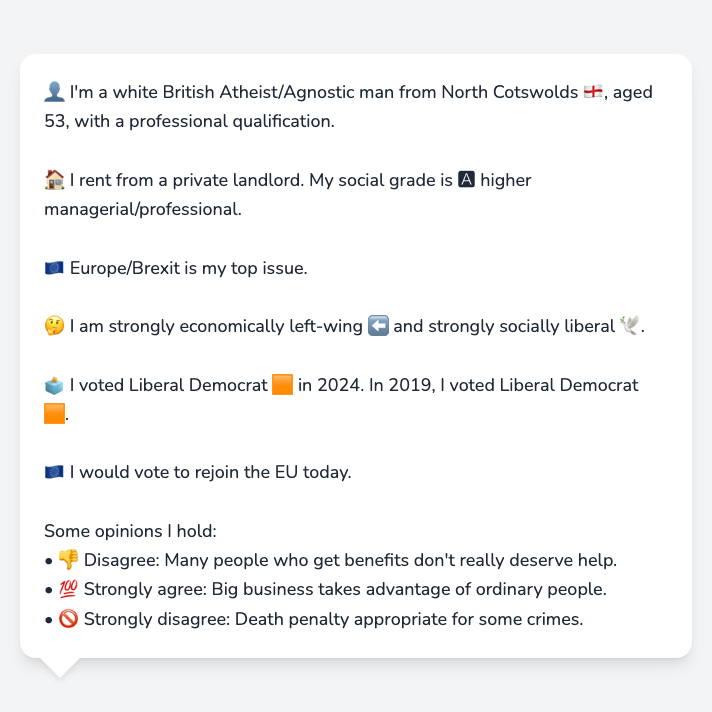 👤 I'm a white British Atheist/Agnostic man from North Cotswolds 🏴󠁧󠁢󠁥󠁮󠁧󠁿, aged
53, with a professional qualification.
🏠 I rent from a private landlord. My social grade is 🅰 higher
managerial/professional.
🇪🇺 Europe/Brexit is my top issue.
🤔 I am strongly economically left-wing ⬅️ and strongly socially liberal 🕊️.
🗳️ I voted Liberal Democrat 🟧 in 2024. In 2019, I voted Liberal Democrat
🟧.
🇪🇺 I would vote to rejoin the EU today.
Some opinions I hold:
• 👎 Disagree: Many people who get benefits don't really deserve help.
• 💯 Strongly agree: Big business takes advantage of ordinary people.
• 🚫 Strongly disagree: Death penalty appropriate for some crimes.